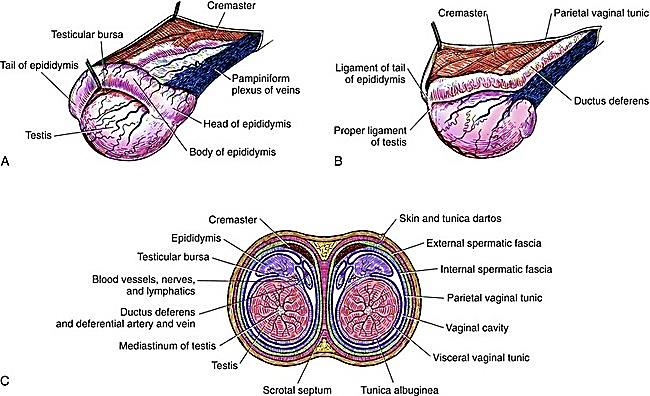 A
Cremaster
Testicular bursa
Tail of epididymis
Pampiniform
plexus of veins
Head of epididymis
Testis
Body of epididymis
B
Cremaster
Parietal vaginal tunic
Ligament of tail
of epididymis
Ductus deferens
Proper ligament
of testis
C
Cremaster
Epididymis
Testicular bursa
Blood vessels, nerves,
and lymphatics
Ductus deferens
and deferential artery and vein
Mediastinum of testis
Testis
Scrotal septum
Skin and tunica dartos
External spermatic fascia
Internal spermatic fascia
Parietal vaginal tunic
Vaginal cavity
Visceral vaginal tunic
Tunica albuginea